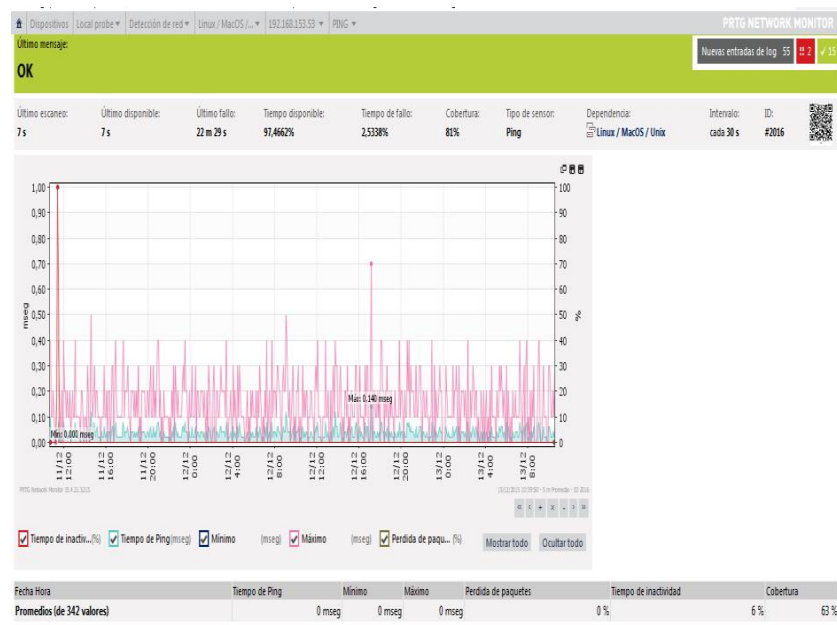 Dispositivos Local probe Detección de red Linux / MacOS /... 192.168.153.53 PING PRTG NETWORK MONITOR
Último mensaje:
OK
Nuevas entradas de log 55 2 15
Último escaneo: Último disponible: Último fallo: Tiempo disponible: Tiempo de fallo: Cobertura: Tipo de sensor: Dependencia: Intervalo: ID:
7 s 7 s 22 m 29 s 97,4662% 2,5338% 81% Ping Linux / MacOS / Unix cada 30 s #2016
1,00 100
0,90 90
0,80 80
0,70 70
0,60 60
0,50 50
0,40 40
0,30 30
0,20 20
0,10 10
0,00 0
mseg %
Máx: 0.140 mseg
Mín: 0.000 mseg
11/12 12:00
11/12 16:00
11/12 20:00
12/12 0:00
12/12 4:00
12/12 8:00
12/12 12:00
12/12 16:00
12/12 20:00
13/12 0:00
13/12 4:00
13/12 8:00
PRTG Network Monitor
5 m Promedio - ID 2016
« < + x - > »
Tiempo de inactiv...(%) Tiempo de Ping (mseg) Mínimo (mseg) Máximo (mseg) Perdida de paqu... (%) Mostrar todo Ocultar todo
Fecha Hora Tiempo de Ping Mínimo Máximo Perdida de paquetes Tiempo de inactividad Cobertura
Promedios (de 342 valores) 0 mseg 0 mseg 0 mseg 0 % 6 % 63 %